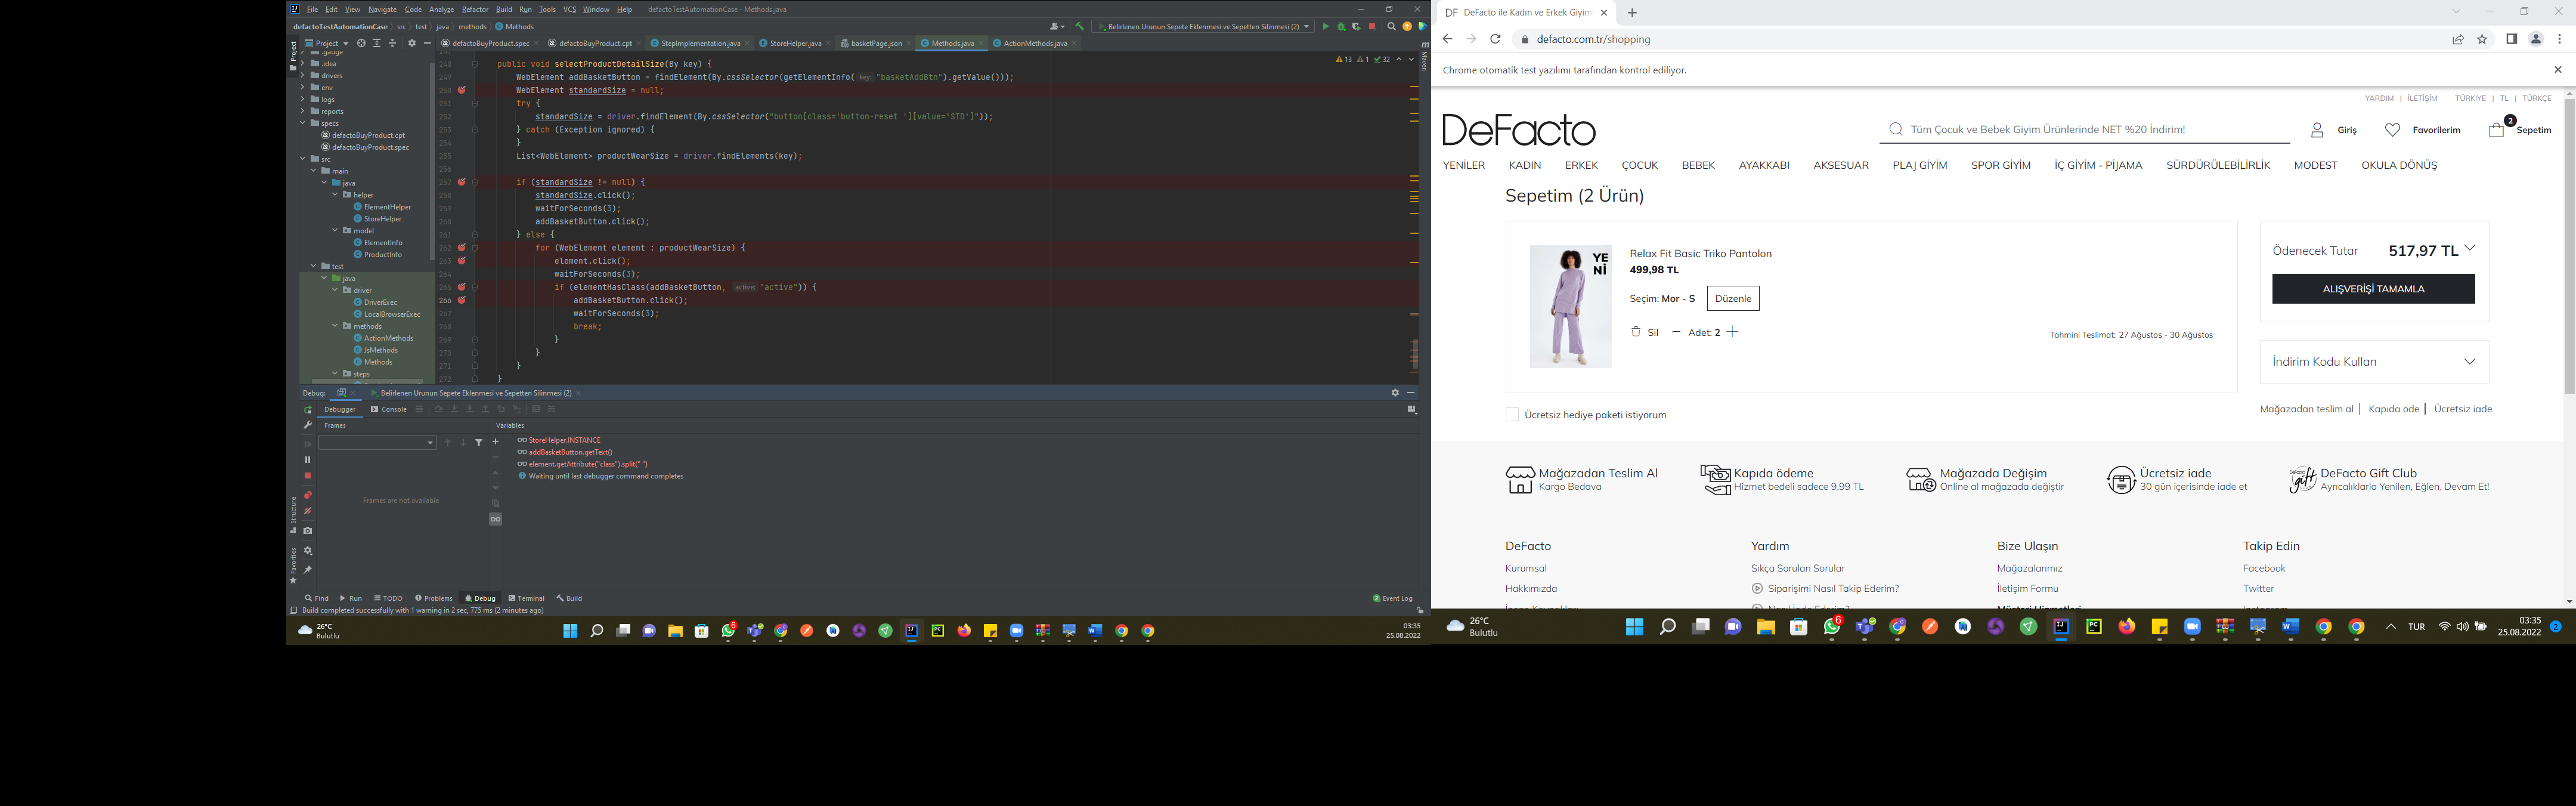 File Edit View Navigate Code Analyze Refactor Build Run Tools VCS Window Help defactoTestAutomationCase - Methods.java
defactoTestAutomationCase src test java methods Methods
Belirlenen Urunun Sepete Eklenmesi ve Sepetten Silinmesi (2)
Project
defactoBuyProduct.spec defactoBuyProduct.cpt StepImplementation.java StoreHelper.java basketPage.json Methods.java ActionMethods.java
Project
Maven
.gauge
.idea
drivers
env
logs
reports
specs
defactoBuyProduct.cpt
defactoBuyProduct.spec
src
main
java
helper
ElementHelper
StoreHelper
model
ElementInfo
ProductInfo
test
java
driver
DriverExec
LocalBrowserExec
methods
ActionMethods
JsMethods
Methods
steps
13 1 32
248 public void selectProductDetailSize(By key) {
249 WebElement addBasketButton = findElement(By.cssSelector(getElementInfo( key: "basketAddBtn").getValue()));
250 WebElement standardSize = null;
251 try {
252 standardSize = driver.findElement(By.cssSelector("button[class='button-reset '][value='STD']"));
253 } catch (Exception ignored) {
254 }
255 List<WebElement> productWearSize = driver.findElements(key);
256
257 if (standardSize != null) {
258 standardSize.click();
259 waitForSeconds(3);
260 addBasketButton.click();
261 } else {
262 for (WebElement element : productWearSize) {
263 element.click();
264 waitForSeconds(3);
265 if (elementHasClass(addBasketButton, active: "active")) {
266 addBasketButton.click();
267 waitForSeconds(3);
268 break;
269 }
270 }
271 }
272 }
Debug: Belirlenen Urunun Sepete Eklenmesi ve Sepetten Silinmesi (2)
Debugger Console
Frames
Variables
StoreHelper.INSTANCE
addBasketButton.getText()
element.getAttribute("class").split(" ")
Waiting until last debugger command completes
Frames are not available
Structure
Favorites
Find Run TODO Problems Debug Terminal Build
Event Log
Build completed successfully with 1 warning in 2 sec, 775 ms (2 minutes ago)
26°C
Bulutlu
6
03:35
25.08.2022
DF DeFacto ile Kadın ve Erkek Giyim
defacto.com.tr/shopping
Chrome otomatik test yazılımı tarafından kontrol ediliyor.
YARDIM | İLETİŞİM TÜRKİYE | TL | TÜRKÇE
DeFacto
Tüm Çocuk ve Bebek Giyim Ürünlerinde NET %20 İndirim!
Giriş
Favorilerim
2
Sepetim
YENİLER KADIN ERKEK ÇOCUK BEBEK AYAKKABI AKSESUAR PLAJ GİYİM SPOR GİYİM İÇ GİYİM - PİJAMA SÜRDÜRÜLEBİLİRLİK MODEST OKULA DÖNÜŞ
Sepetim (2 Ürün)
YE
Nİ
Relax Fit Basic Triko Pantolon
499,98 TL
Seçim: Mor - S Düzenle
Sil Adet: 2
Tahmini Teslimat: 27 Ağustos - 30 Ağustos
Ödenecek Tutar 517,97 TL
ALIŞVERİŞİ TAMAMLA
İndirim Kodu Kullan
Mağazadan teslim al | Kapıda öde | Ücretsiz iade
Ücretsiz hediye paketi istiyorum
Mağazadan Teslim Al
Kargo Bedava
Kapıda ödeme
Hizmet bedeli sadece 9,99 TL
Mağazada Değişim
Online al mağazada değiştir
Ücretsiz iade
30 gün içerisinde iade et
DeFacto Gift Club
Ayrıcalıklarla Yenilen, Eğlen, Devam Et!
DeFacto
Kurumsal
Hakkımızda
Yardım
Sıkça Sorulan Sorular
Siparişimi Nasıl Takip Ederim?
Nasıl İade Ederim?
Bize Ulaşın
Mağazalarımız
İletişim Formu
Müşteri Hizmetleri
Takip Edin
Facebook
Twitter
26°C
Bulutlu
6
TUR
03:35
25.08.2022
2